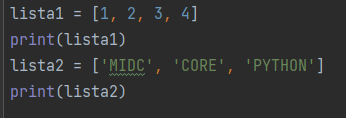 lista1 = [1, 2, 3, 4]
print(lista1)
lista2 = ['MIDC', 'CORE', 'PYTHON']
print(lista2)